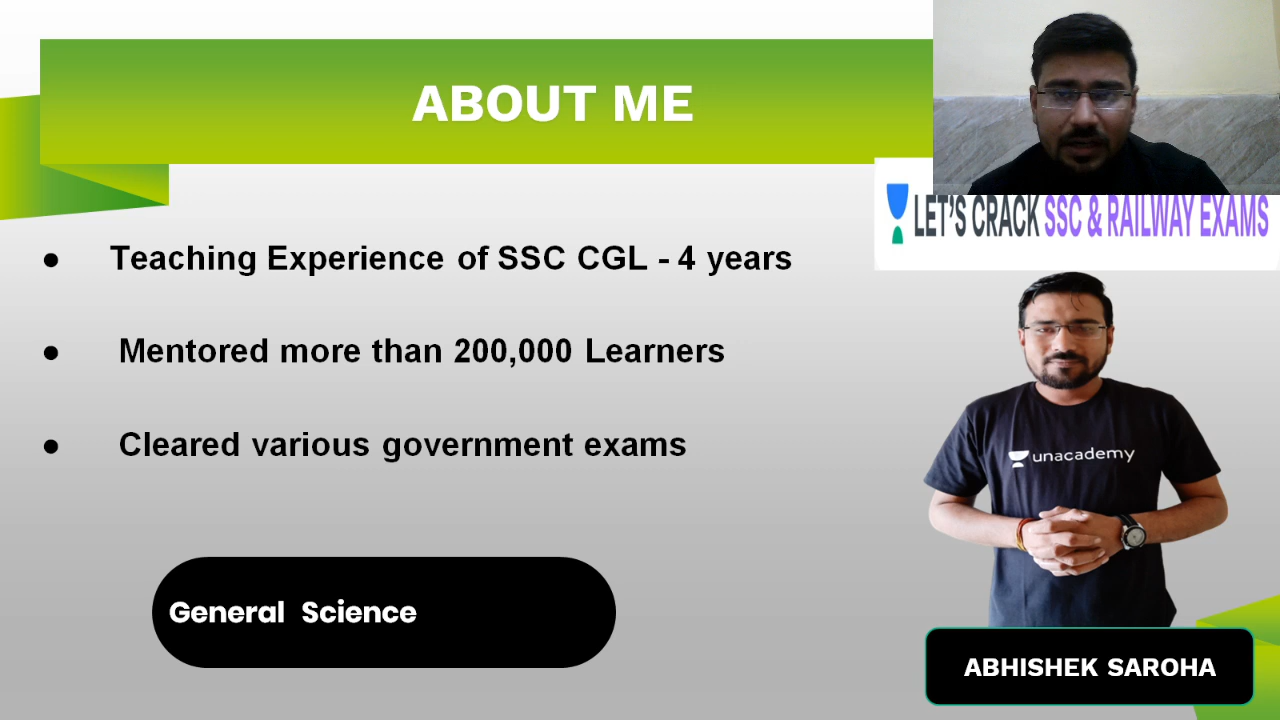 ABOUT ME
LET'S CRACK SSC & RAILWAY EXAMS
● Teaching Experience of SSC CGL - 4 years
● Mentored more than 200,000 Learners
● Cleared various government exams
unacademy
General Science
ABHISHEK SAROHA